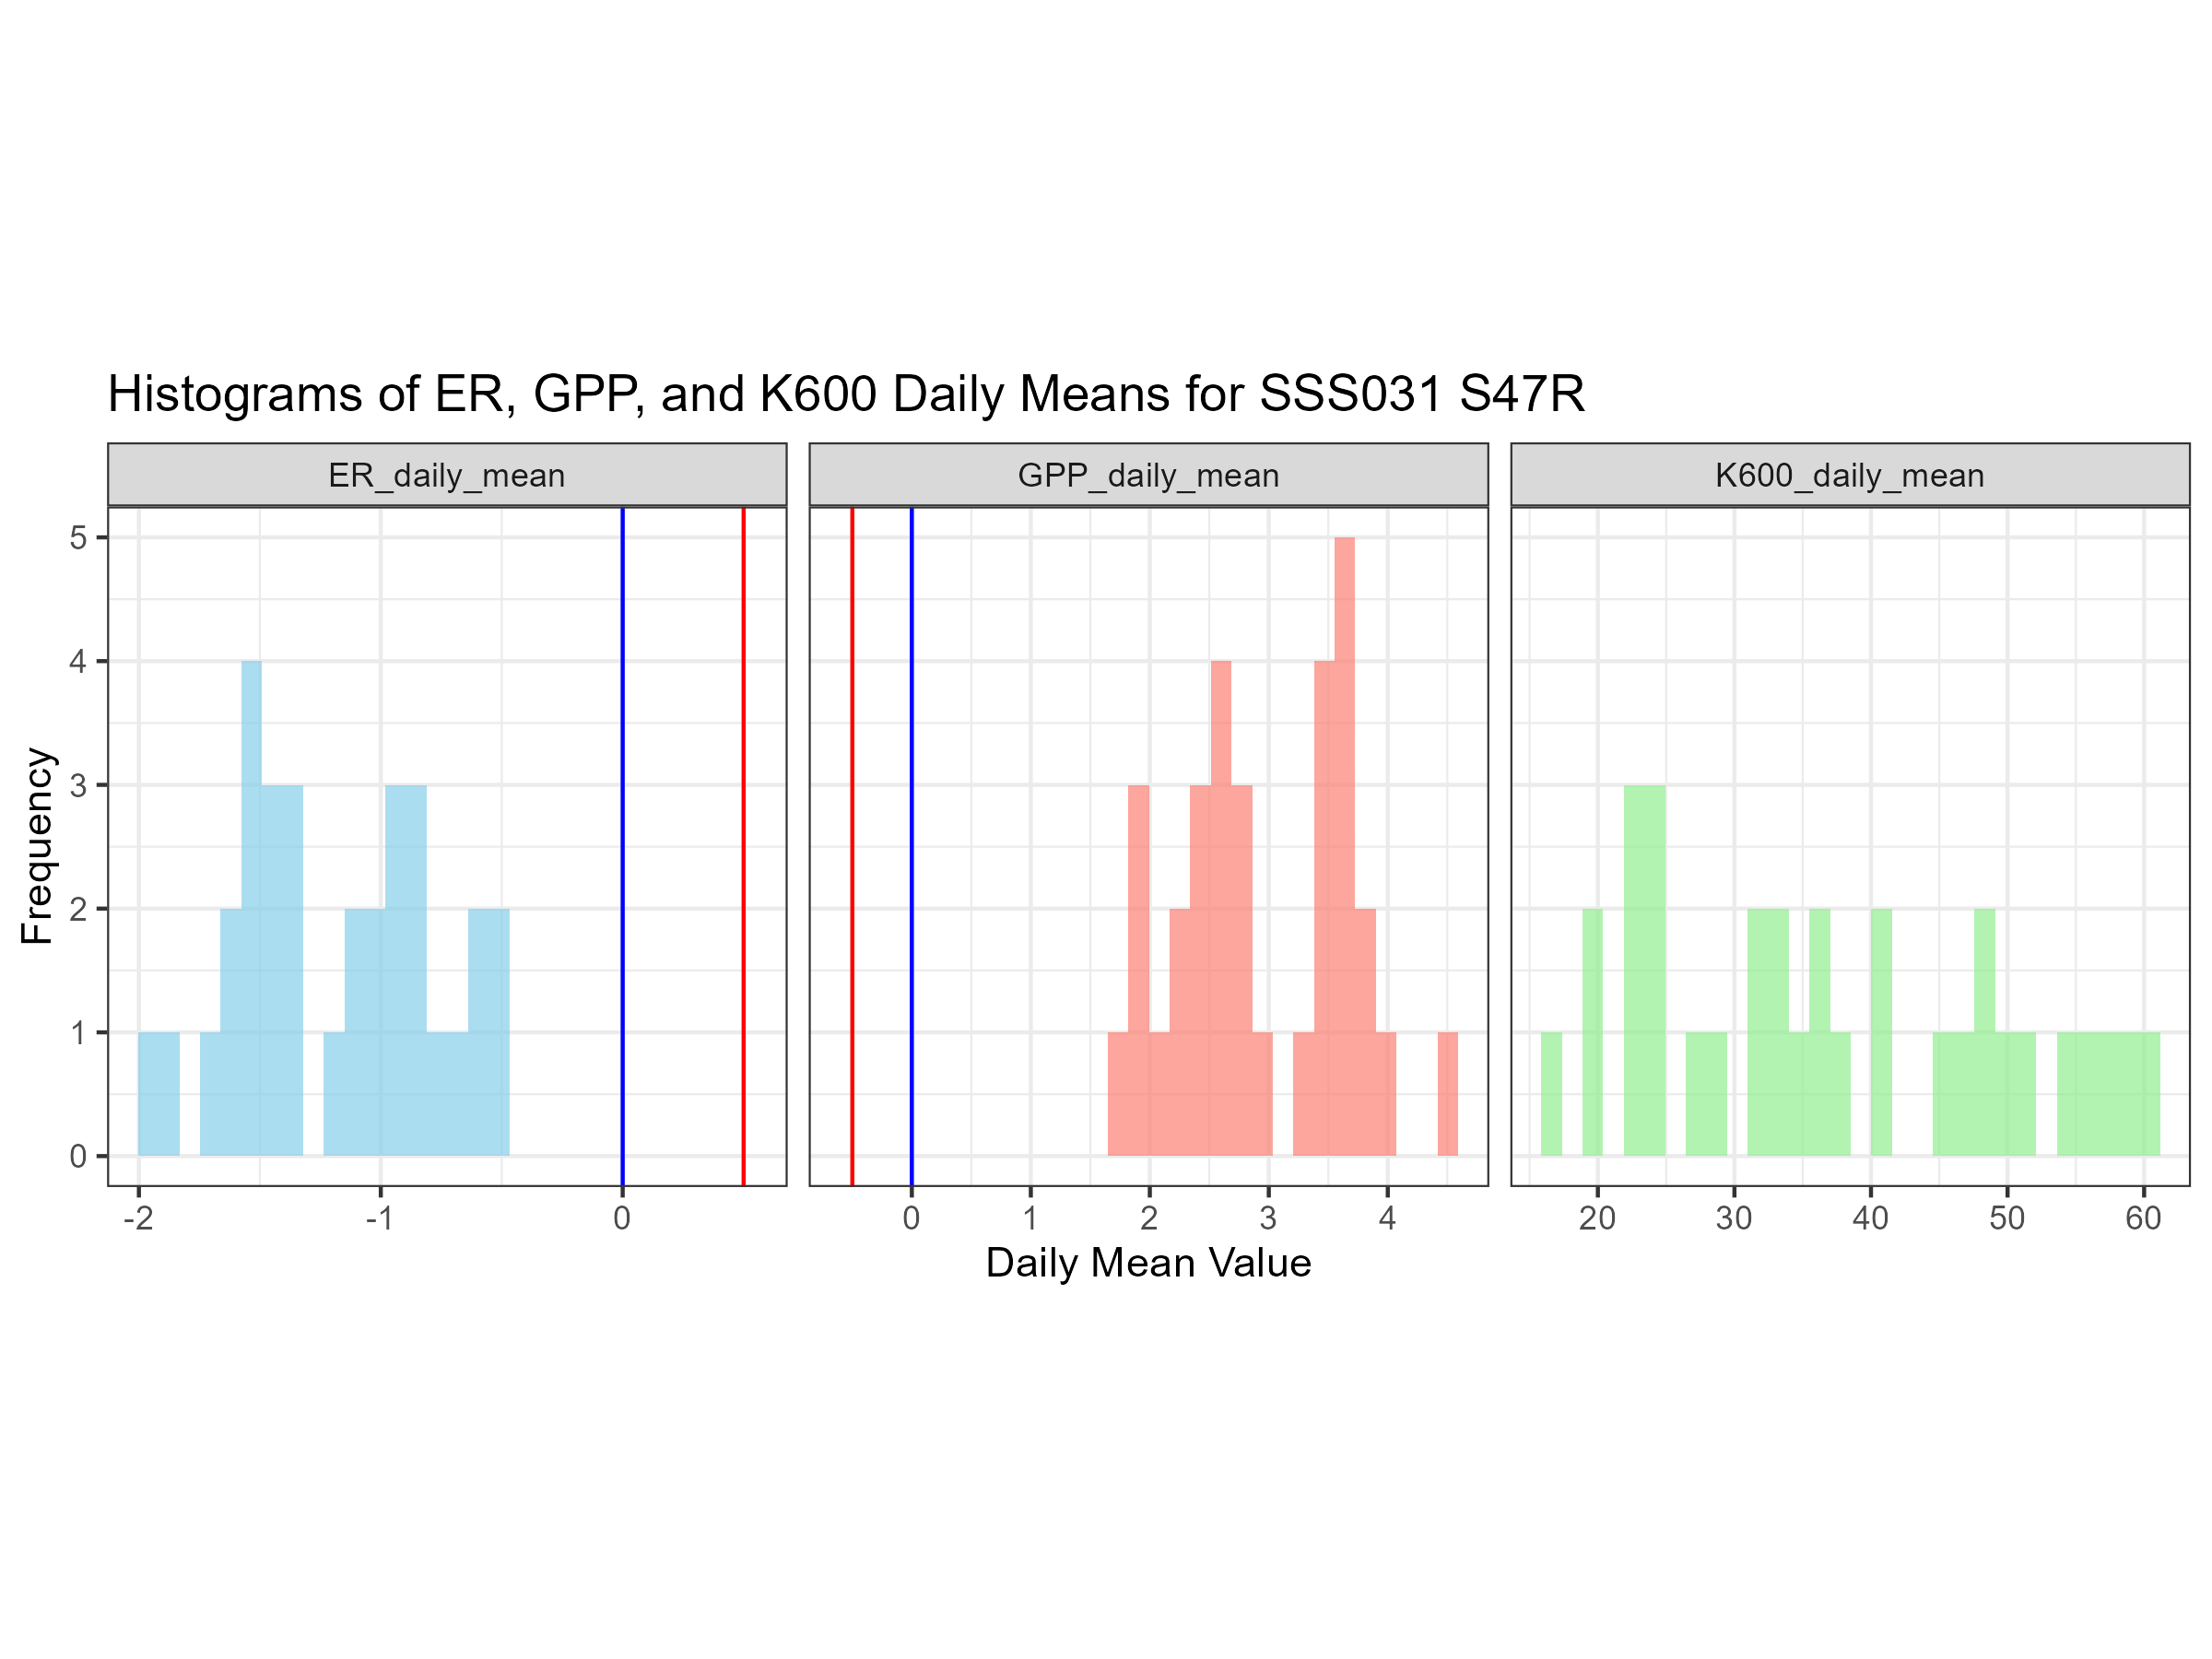 Histograms of ER, GPP, and K600 Daily Means for SSS031 S47R
ER_daily_mean GPP_daily_mean K600_daily_mean
Frequency
5
4
3
2
1
0
-2 -1 0 0 1 2 3 4 20 30 40 50 60
Daily Mean Value